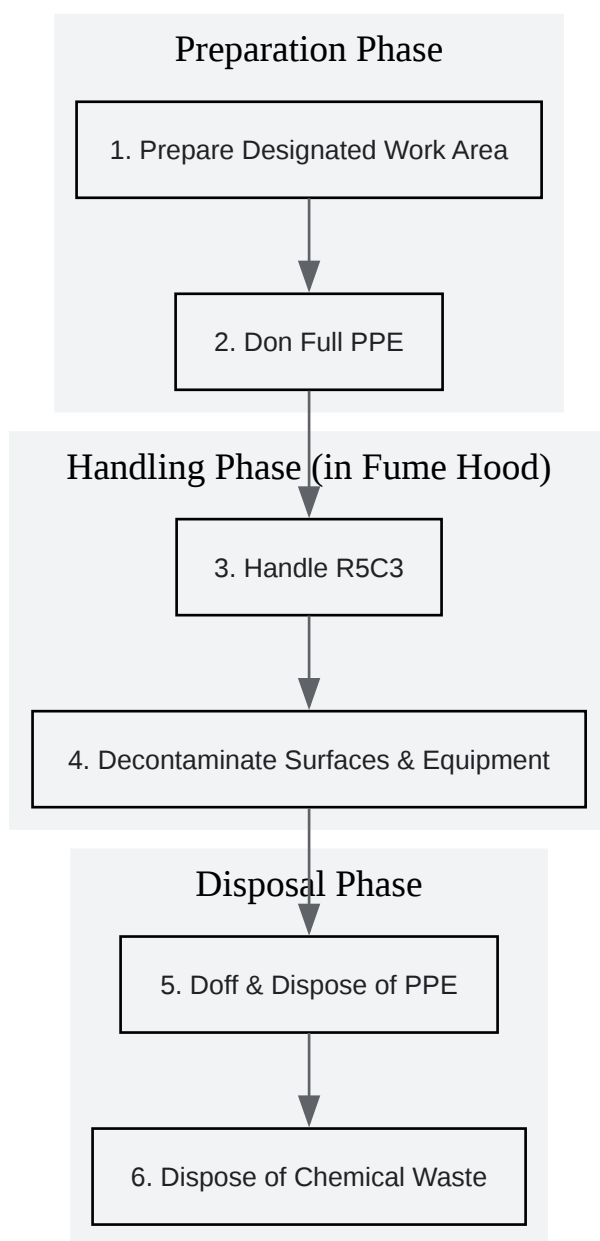 Preparation Phase
1. Prepare Designated Work Area
2. Don Full PPE
Handling Phase (in Fume Hood)
3. Handle R5C3
4. Decontaminate Surfaces & Equipment
Disposal Phase
5. Doff & Dispose of PPE
6. Dispose of Chemical Waste